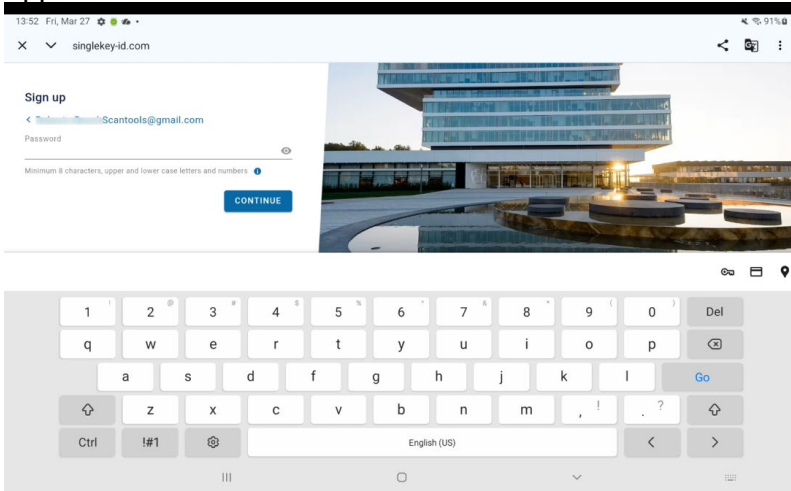 13:52 Fri, Mar 27
91%
singlekey-id.com
Sign up
Scantools@gmail.com
Password
Minimum 8 characters, upper and lower case letters and numbers
CONTINUE
1 ! 2 @ 3 # 4 $ 5 % 6 ^ 7 & 8 * 9 ( 0 ) Del
q w e r t y u i o p
a s d f g h j k l Go
z x c v b n m , ! . ?
Ctrl !#1 English (US) < >